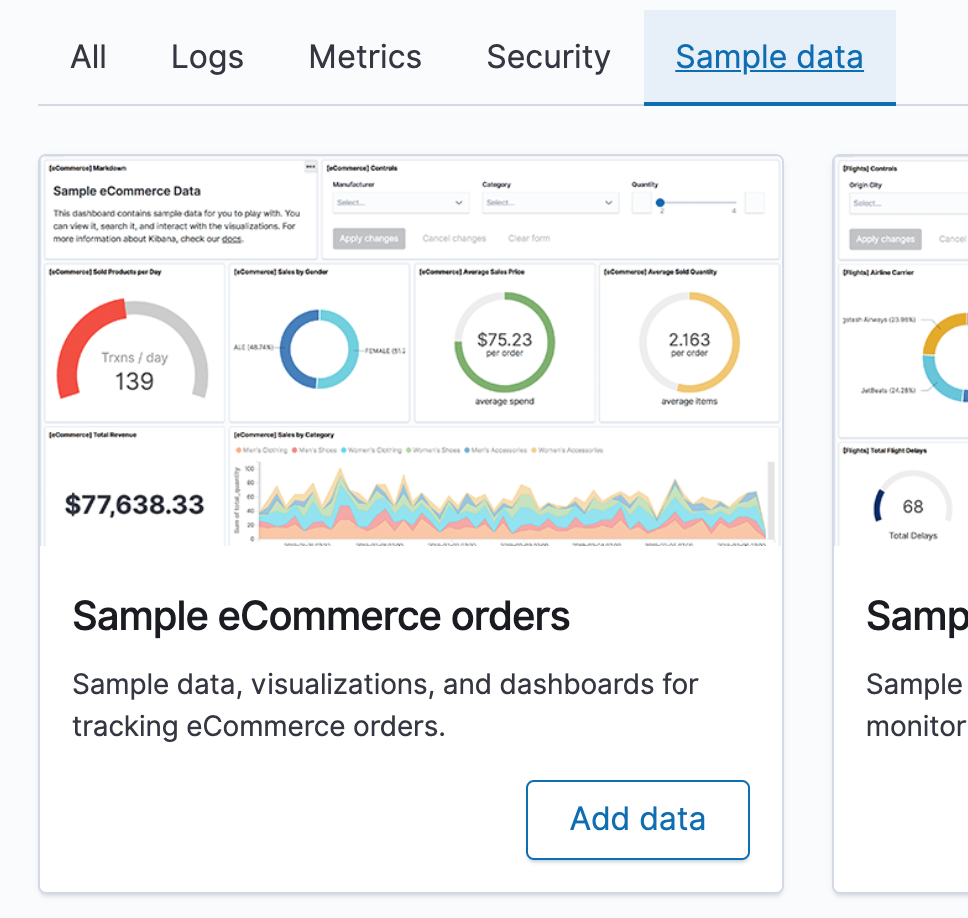 All Logs Metrics Security Sample data
[eCommerce] Markdown
Sample eCommerce Data
This dashboard contains sample data for you to play with. You
can view it, search it, and interact with the visualizations. For
more information about Kibana, check our docs.
[eCommerce] Controls
Manufacturer Category Quantity
Select... Select... 2 4
Apply changes Cancel changes Clear form
[eCommerce] Sold Products per Day
Trxns / day
139
[eCommerce] Sales by Gender
ALE (48.74%) FEMALE (51.2
[eCommerce] Average Sales Price
$75.23
per order
average spend
[eCommerce] Average Sold Quantity
2.163
per order
average items
[eCommerce] Total Revenue
$77,638.33
[eCommerce] Sales by Category
Men's Clothing Men's Shoes Women's Clothing Women's Shoes Men's Accessories Women's Accessories
Sum of total_quantity
100
80
60
40
20
0
Sample eCommerce orders
Sample data, visualizations, and dashboards for
tracking eCommerce orders.
Add data
[Flights] Controls
Origin City
Select...
Apply changes Cancel
[Flights] Airline Carrier
gstash Airways (23.98%)
JetBeats (24.28%)
[Flights] Total Flight Delays
68
Total Delays
Samp
Sample
monitor